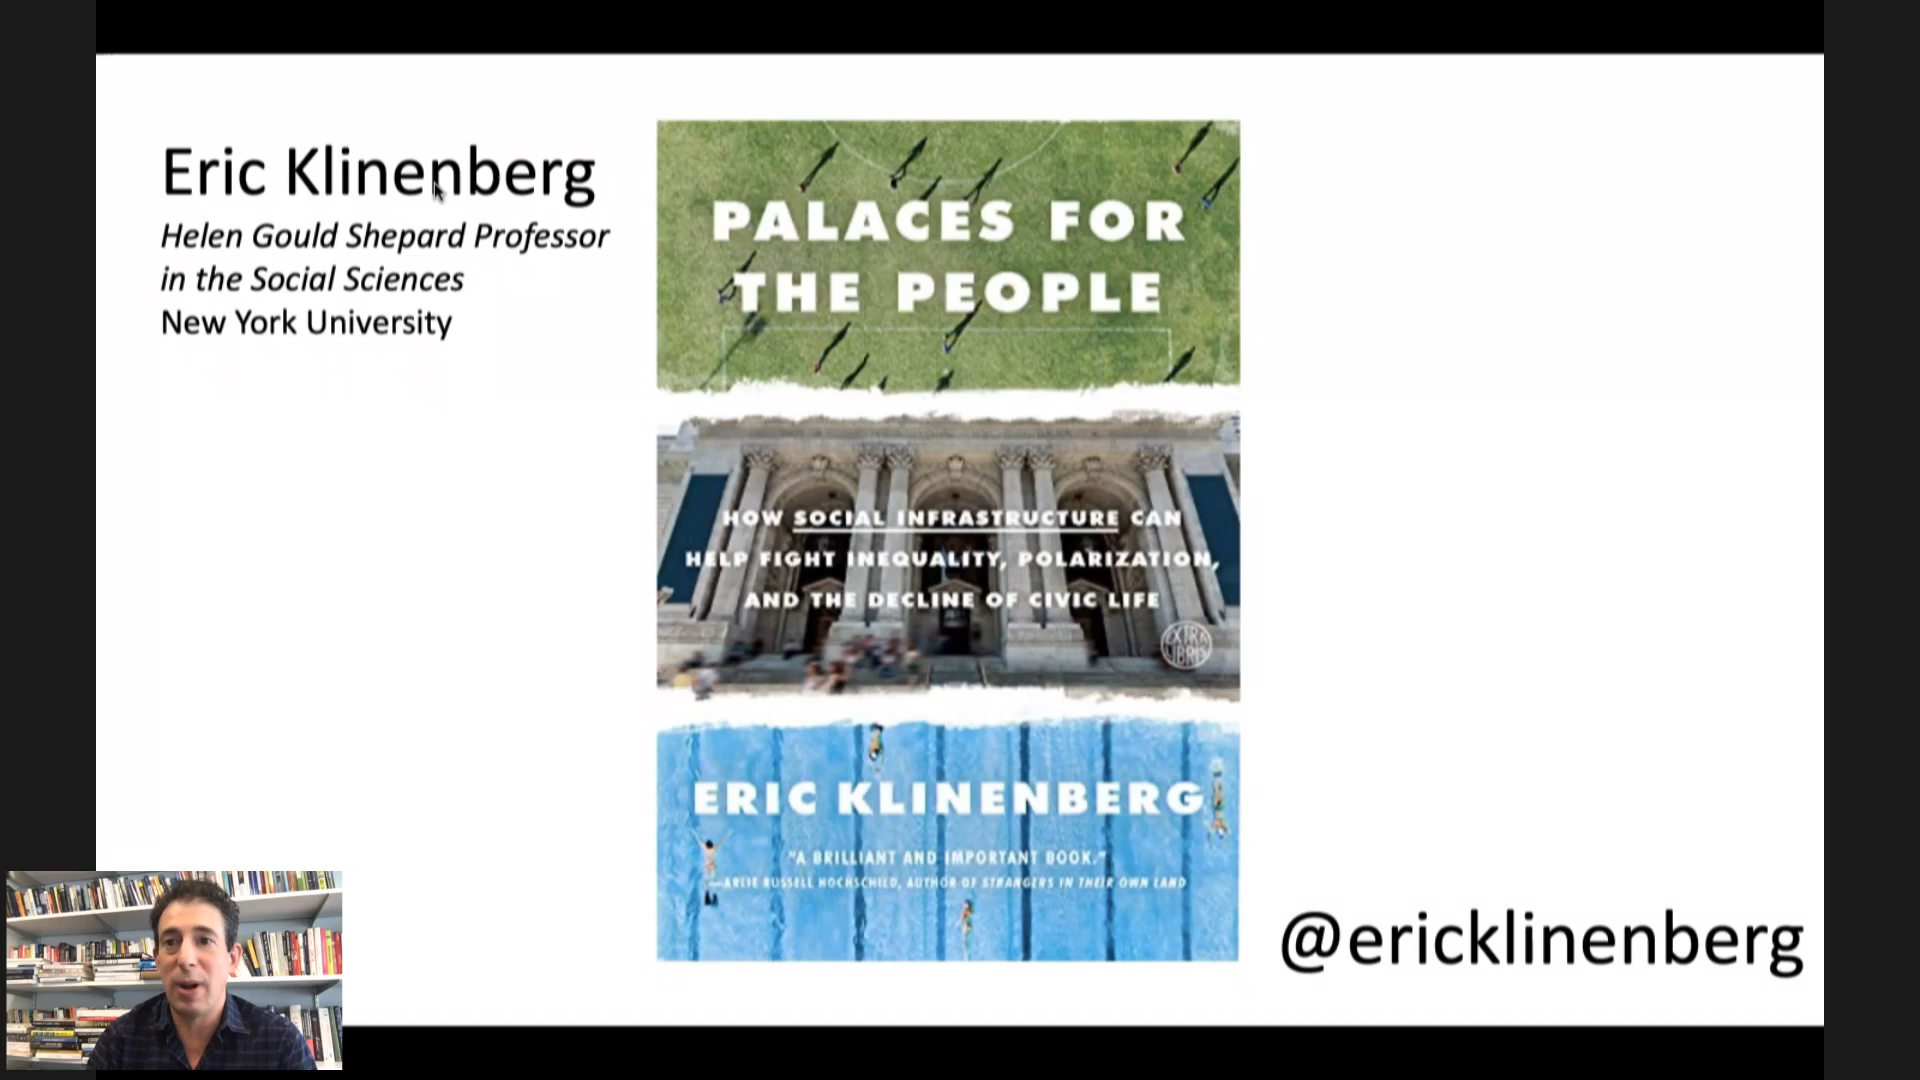 Eric Klinenberg
Helen Gould Shepard Professor
in the Social Sciences
New York University
PALACES FOR
THE PEOPLE
HOW SOCIAL INFRASTRUCTURE CAN
HELP FIGHT INEQUALITY, POLARIZATION,
AND THE DECLINE OF CIVIC LIFE
EXTRA
LIBRIS
ERIC KLINENBERG
"A BRILLIANT AND IMPORTANT BOOK."
—ARLIE RUSSELL HOCHSCHILD, AUTHOR OF STRANGERS IN THEIR OWN LAND
@ericklinenberg